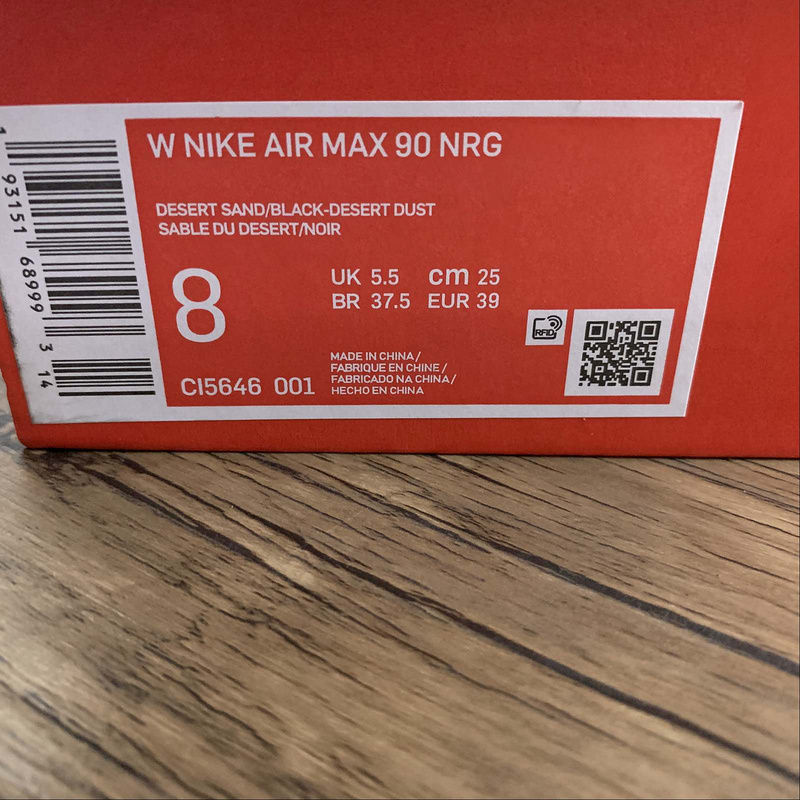 W NIKE AIR MAX 90 NRG
DESERT SAND/BLACK-DESERT DUST
SABLE DU DESERT/NOIR
8
UK 5.5 cm 25
BR 37.5 EUR 39
RFID
CI5646 001
MADE IN CHINA/
FABRIQUE EN CHINE/
FABRICADO NA CHINA/
HECHO EN CHINA
1 93151 68999 3 14